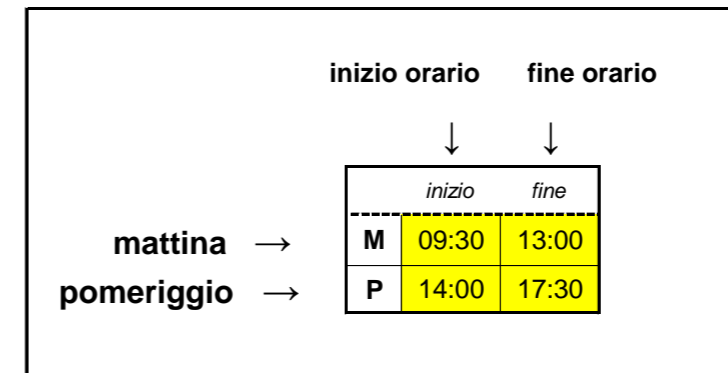 inizio orario fine orario
↓ ↓
inizio fine
mattina → M 09:30 13:00
pomeriggio → P 14:00 17:30